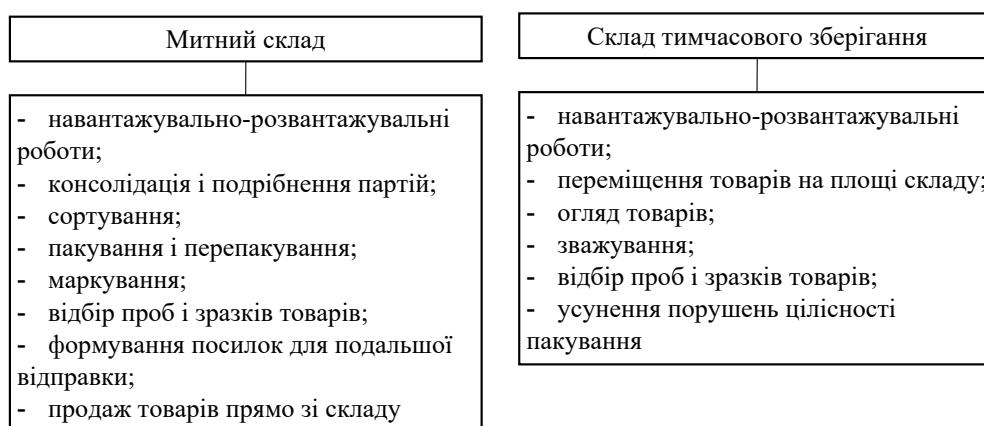 Митний склад
- навантажувально-розвантажувальні
роботи;
- консолідація і подрібнення партій;
- сортування;
- пакування і перепакування;
- маркування;
- відбір проб і зразків товарів;
- формування посилок для подальшої
відправки;
- продаж товарів прямо зі складу
Склад тимчасового зберігання
- навантажувально-розвантажувальні
роботи;
- переміщення товарів на площі складу;
- огляд товарів;
- зважування;
- відбір проб і зразків товарів;
- усунення порушень цілісності
пакування